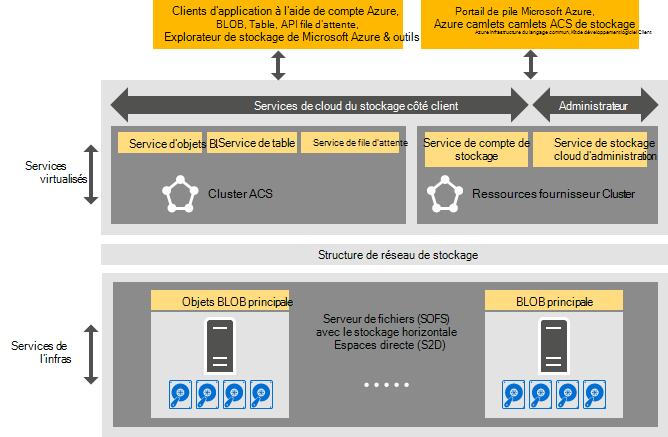 Clients d'application à l'aide de compte Azure,
BLOB, Table, API file d'attente,
Explorateur de stockage de Microsoft Azure & outils
Portail de pile Microsoft Azure,
Azure camlets camlets ACS de stockage
Azure Infrastructure du langage commun, Kit de développement logiciel Client
Services de cloud du stockage côté client
Administrateur
Service d'objets BL
Service de table
Service de file d'attente
Service de compte de
stockage
Service de stockage
cloud d'administration
Services
virtualisés
Cluster ACS
Ressources fournisseur Cluster
Structure de réseau de stockage
Objets BLOB principale
BLOB principale
Serveur de fichiers (SOFS)
avec le stockage horizontale
Espaces directe (S2D)
Services de
l'infras